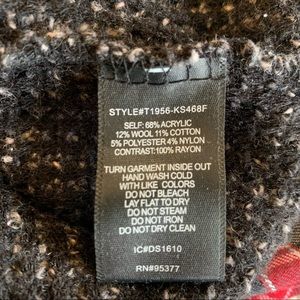 STYLE#T1956-KS468F
SELF: 68% ACRYLIC
12% WOOL 11% COTTON
5% POLYESTER 4% NYLON
CONTRAST:100% RAYON
TURN GARMENT INSIDE OUT
HAND WASH COLD
WITH LIKE COLORS
DO NOT BLEACH
LAY FLAT TO DRY
DO NOT STEAM
DO NOT IRON
DO NOT DRY CLEAN
IC#DS1610
RN#95377